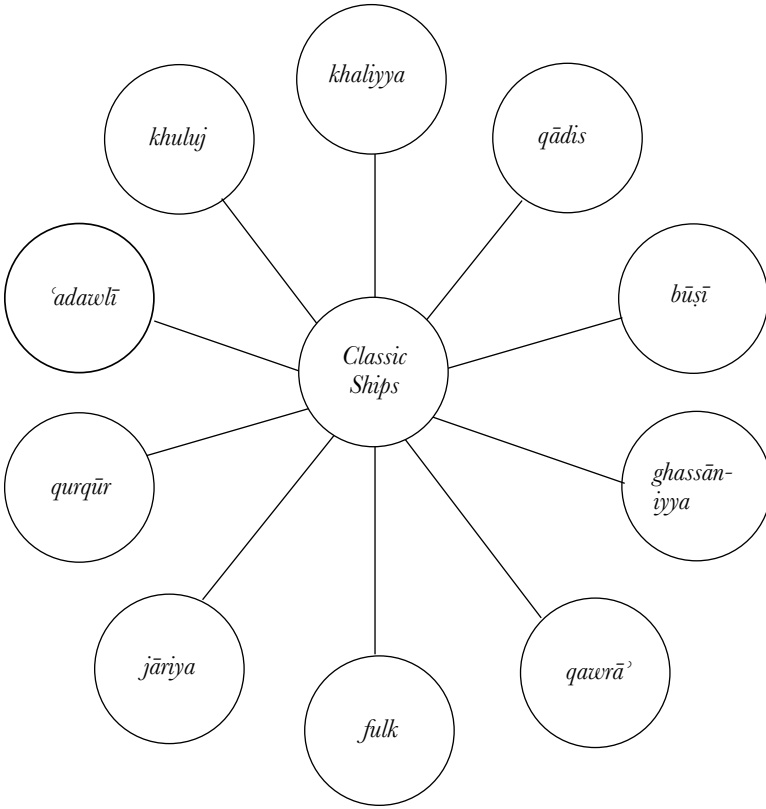 khaliyya
khuluj
qādis
ʿadawlī
būṣī
Classic
Ships
qurqūr
ghassān-
iyya
jāriya
qawrāʾ
fulk